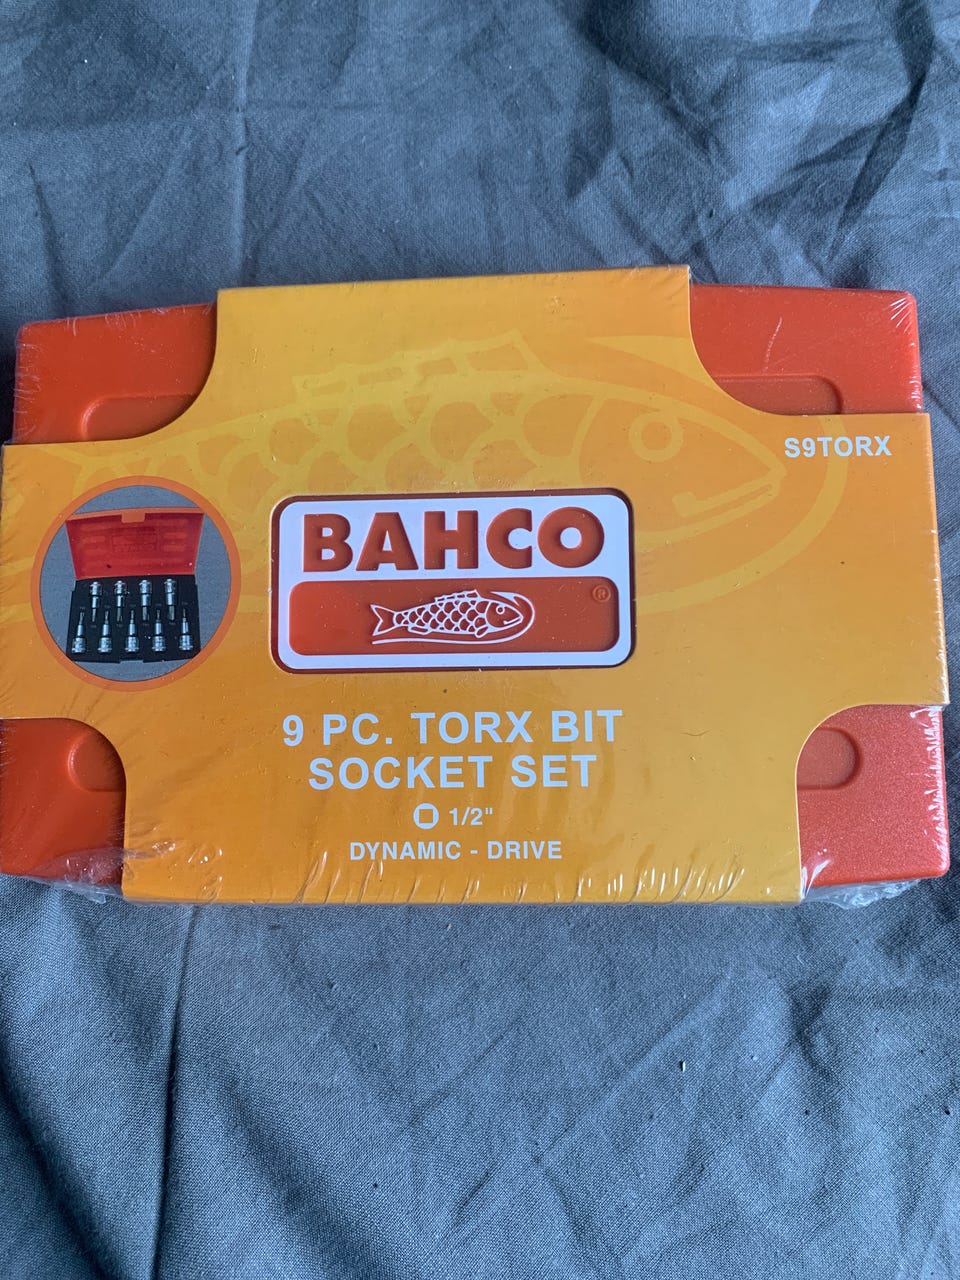 S9TORX
BAHCO
®
9 PC. TORX BIT
SOCKET SET
1/2"
DYNAMIC - DRIVE